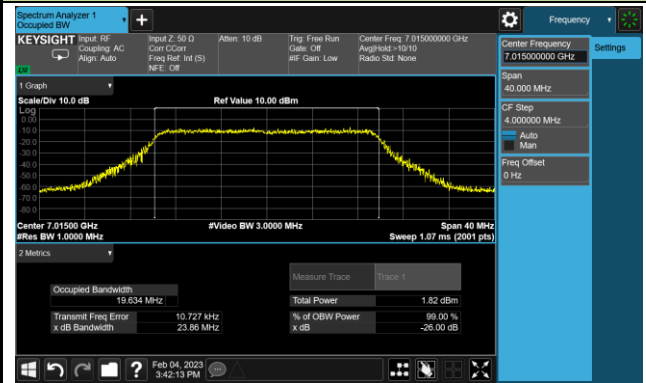 Spectrum Analyzer 1
Occupied BW
Frequency
KEYSIGHT
Input: RF
Coupling: AC
Align: Auto
Input Z: 50 Ω
Corr CCorr
Freq Ref: Int (S)
NFE: Off
Atten: 10 dB
Trig: Free Run
Gate: Off
#IF Gain: Low
Center Freq: 7.015000000 GHz
Avg|Hold:>10/10
Radio Std: None
Center Frequency
7.015000000 GHz
Settings
Span
40.000 MHz
CF Step
4.000000 MHz
Auto
Man
Freq Offset
0 Hz
1 Graph
Scale/Div 10.0 dB
Ref Value 10.00 dBm
Log
0.00
-10.0
-20.0
-30.0
-40.0
-50.0
-60.0
-70.0
-80.0
Center 7.01500 GHz
#Video BW 3.0000 MHz
Span 40 MHz
#Res BW 1.0000 MHz
Sweep 1.07 ms (2001 pts)
2 Metrics
Measure Trace
Trace 1
Occupied Bandwidth
19.634 MHz
Total Power
1.82 dBm
Transmit Freq Error
10.727 kHz
% of OBW Power
99.00 %
x dB Bandwidth
23.86 MHz
x dB
-26.00 dB
?
Feb 04, 2023
3:42:13 PM